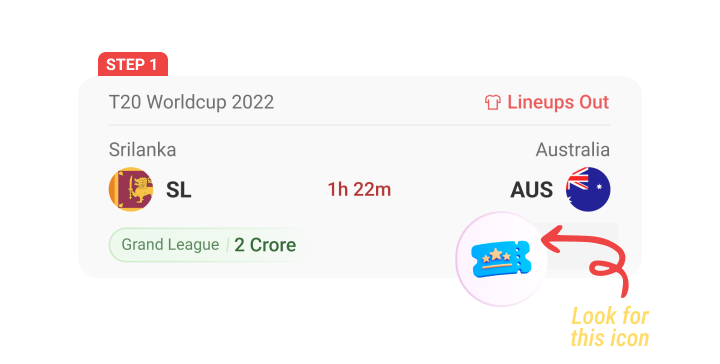 STEP 1
T20 Worldcup 2022
Lineups Out
Srilanka
Australia
SL
1h 22m
AUS
Grand League | 2 Crore
Look for
this icon